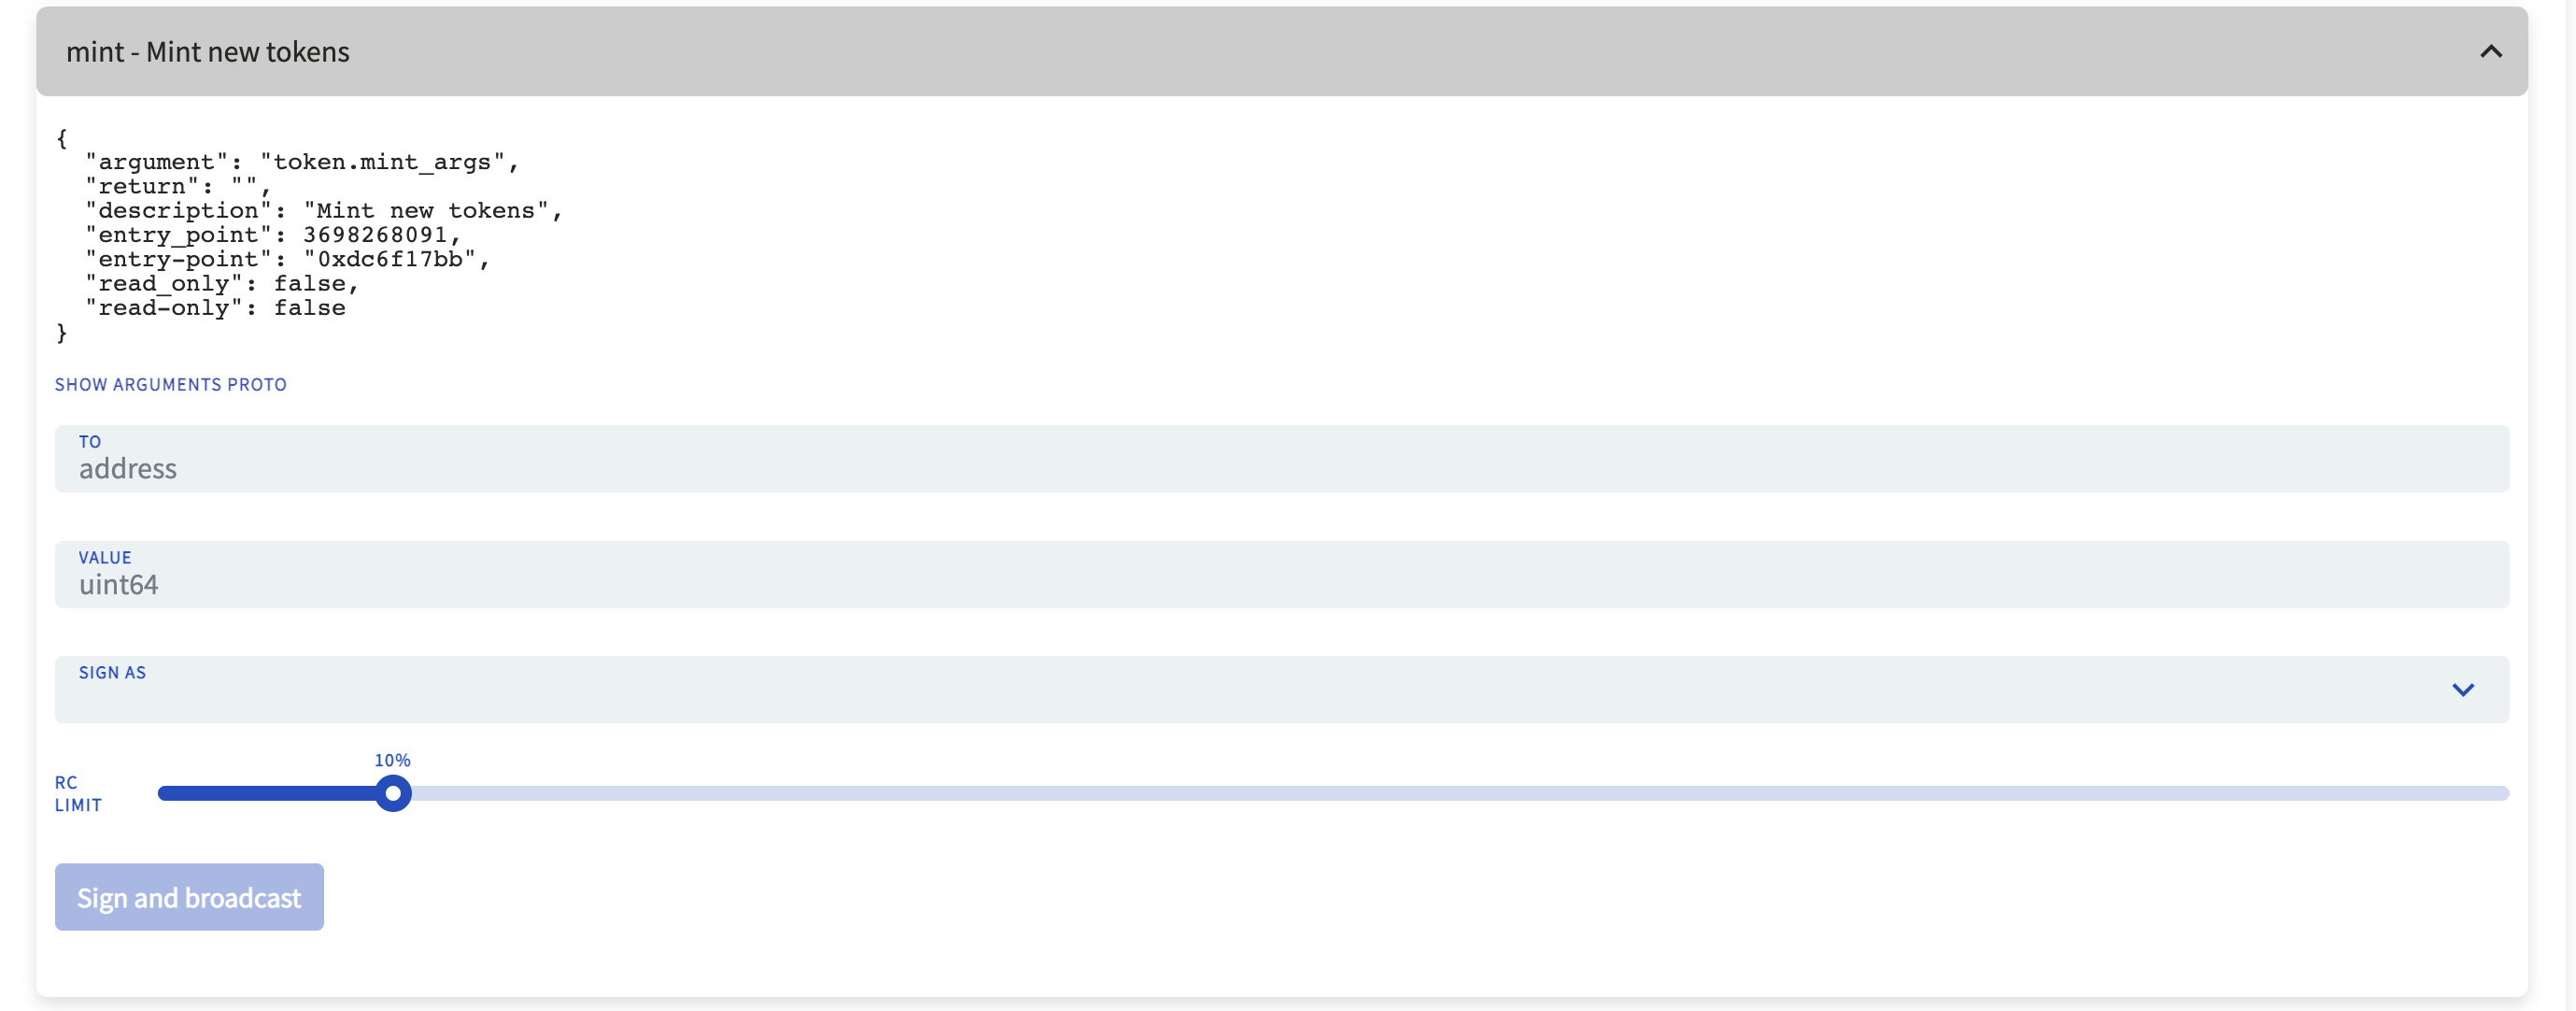 mint - Mint new tokens
{
  "argument": "token.mint_args",
  "return": "",
  "description": "Mint new tokens",
  "entry_point": 3698268091,
  "entry-point": "0xdc6f17bb",
  "read_only": false,
  "read-only": false
}
SHOW ARGUMENTS PROTO
TO
address
VALUE
uint64
SIGN AS
10%
RC
LIMIT
Sign and broadcast